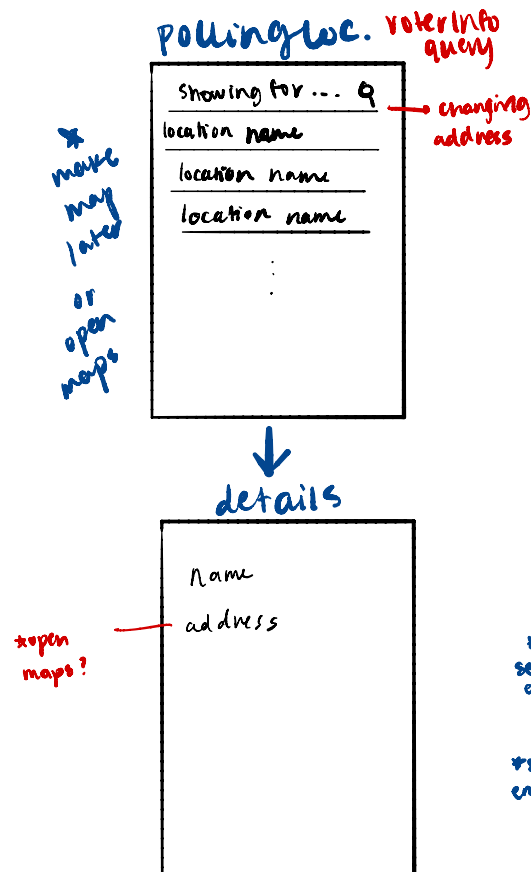 pollingloc.
voterInfo
query
showing for...
changing
address
location name
location name
location name
*
make
map
later
or
open
maps
details
name
address
*open
maps?